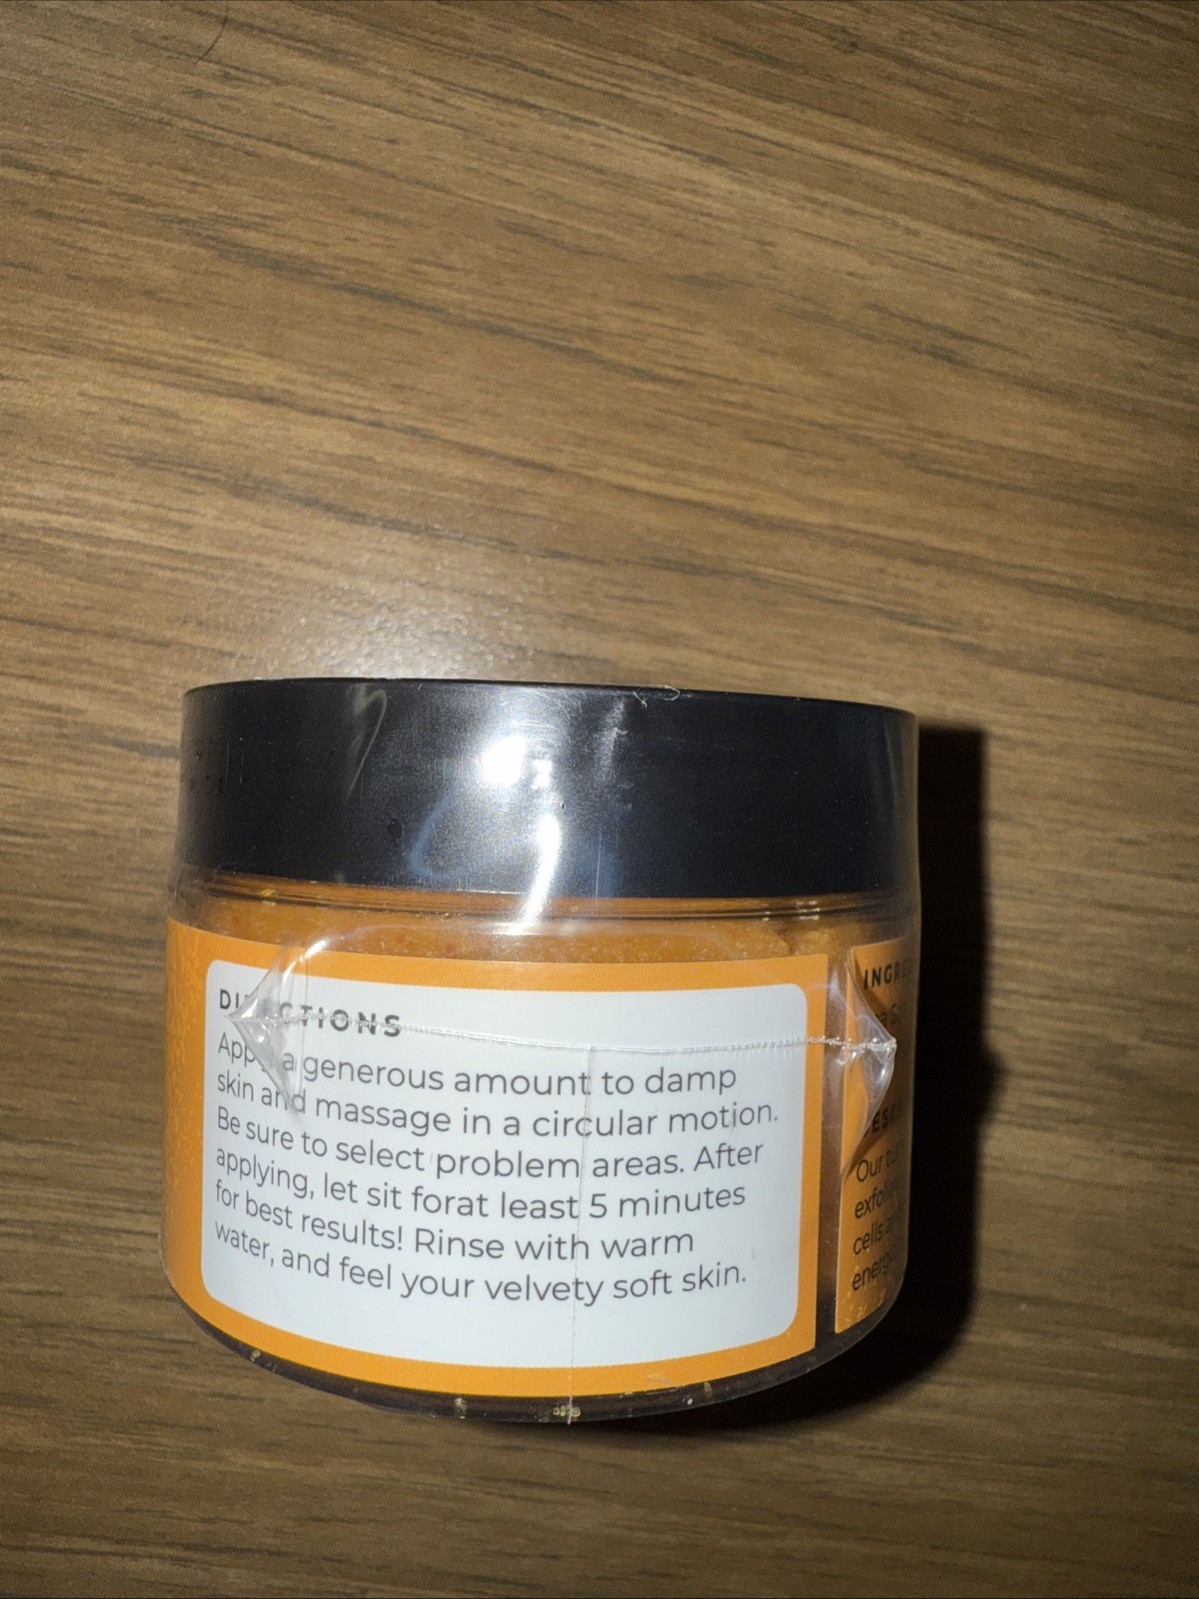 DIRECTIONS
Apply a generous amount to damp
skin and massage in a circular motion.
Be sure to select problem areas. After
applying, let sit forat least 5 minutes
for best results! Rinse with warm
water, and feel your velvety soft skin.
Our